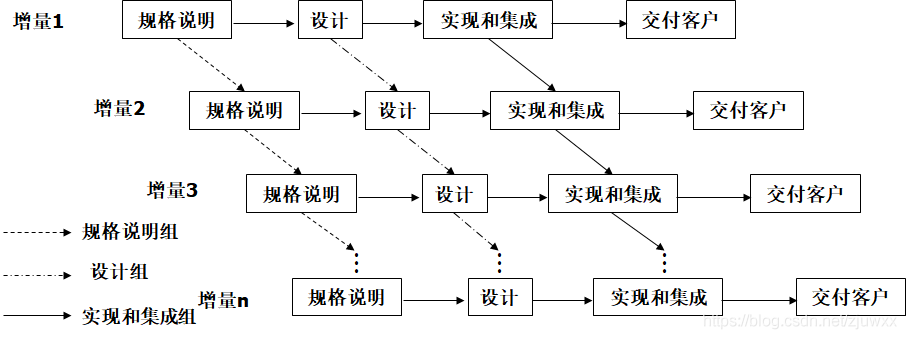 增量1 规格说明 设计 实现和集成 交付客户
增量2 规格说明 设计 实现和集成 交付客户
增量3 规格说明 设计 实现和集成 交付客户
规格说明组
设计组
增量n 规格说明 设计 实现和集成 交付客户
实现和集成组
https://blog.csdn.net/zjuwxx